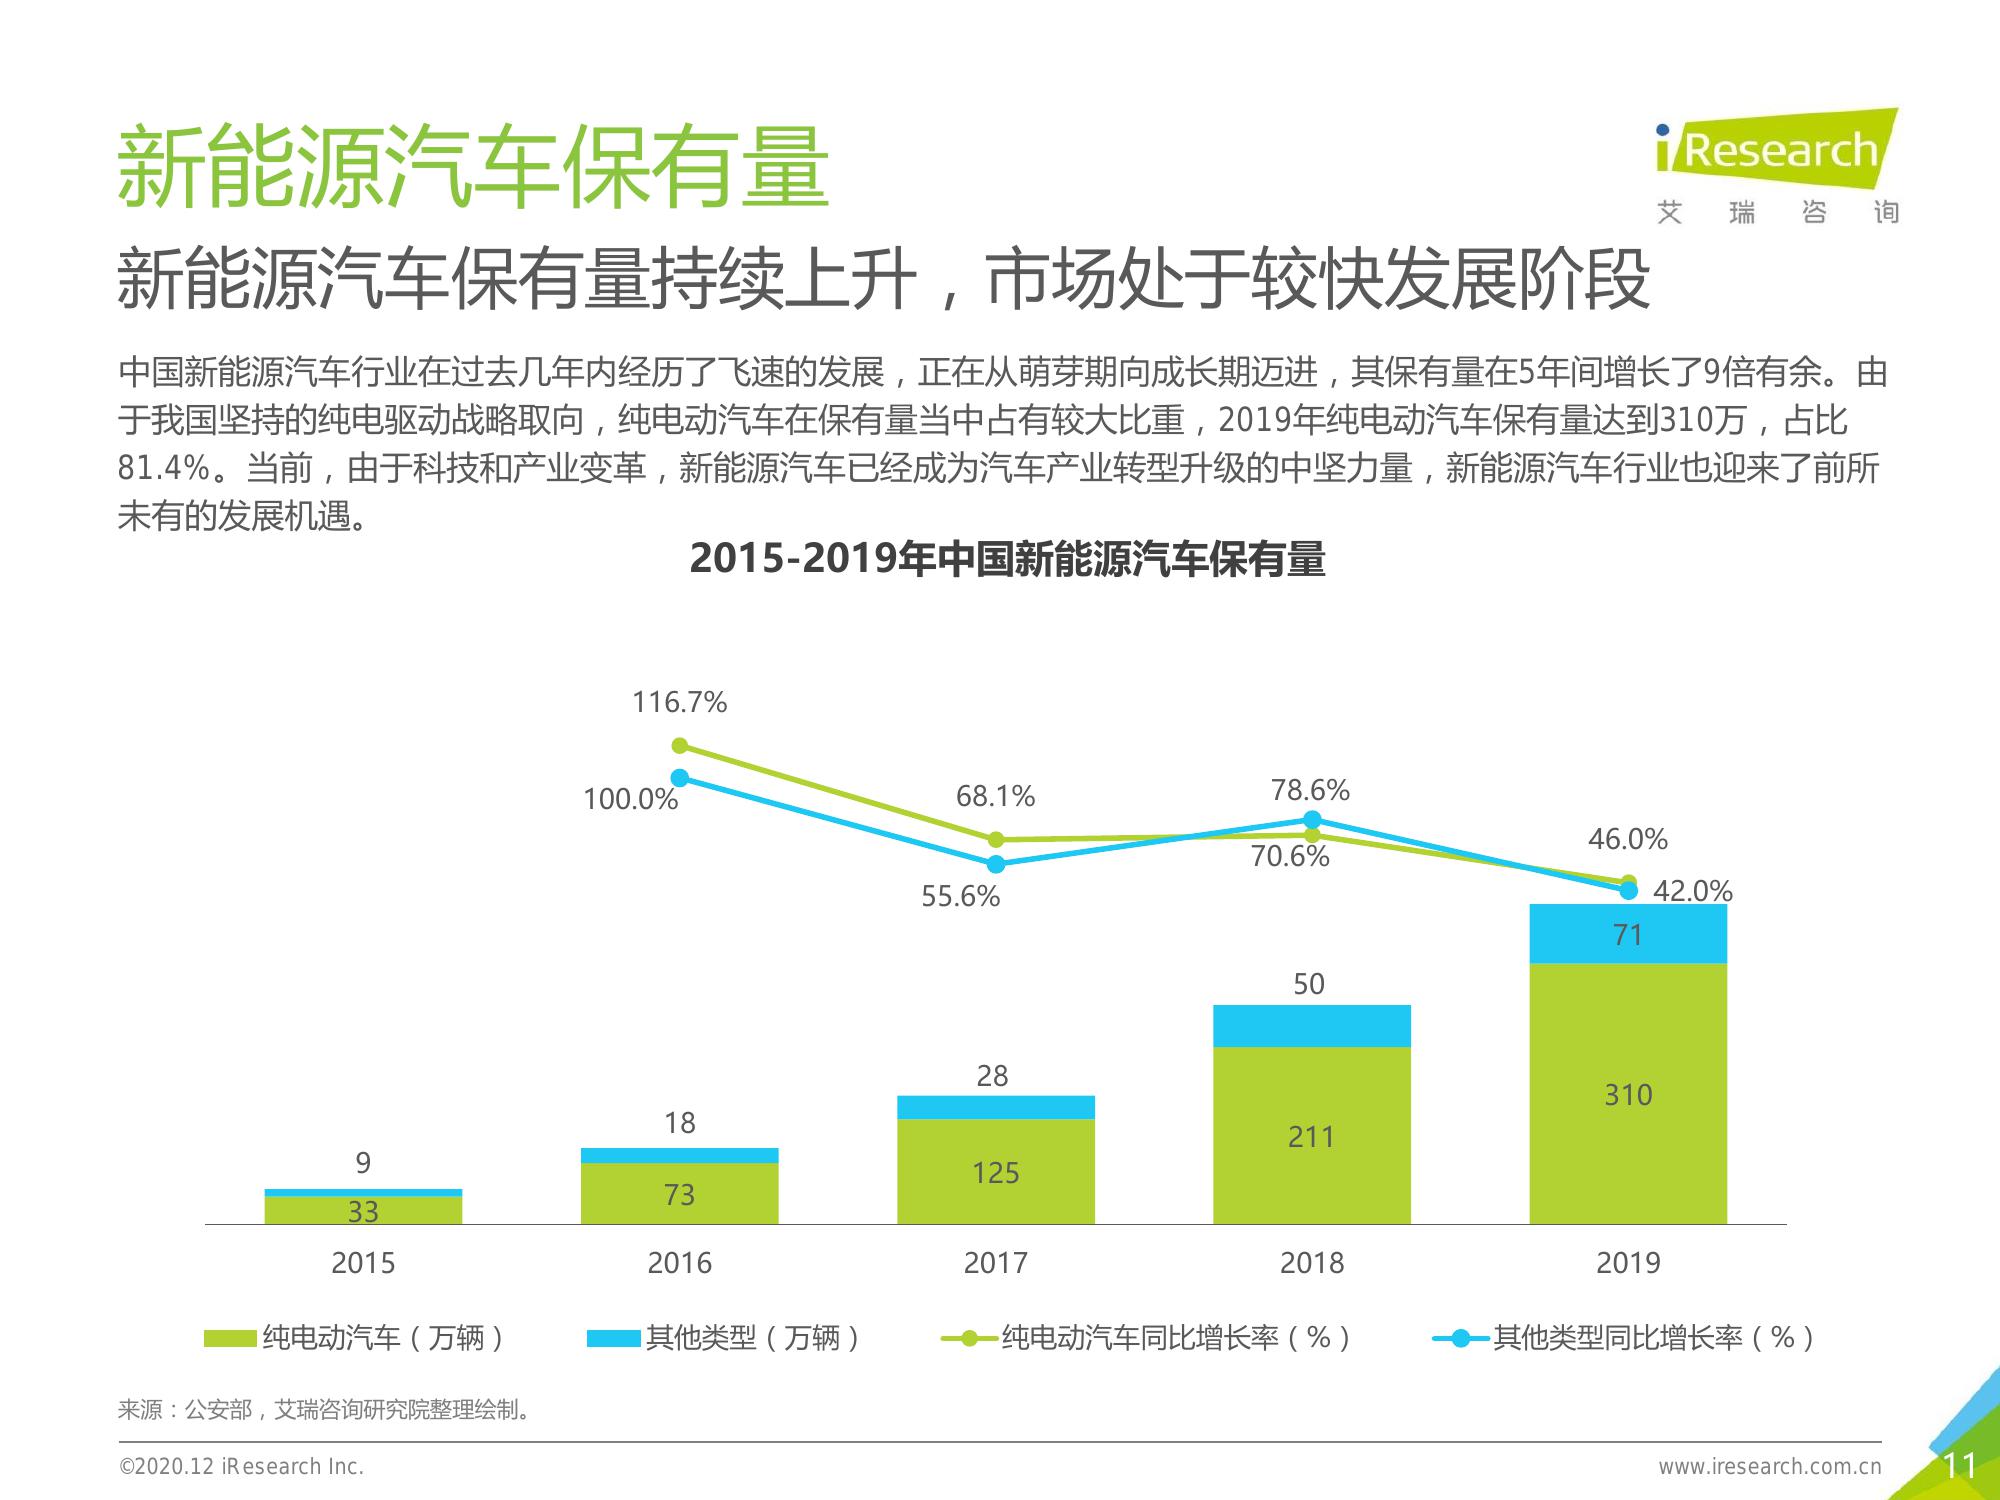 新能源汽车保有量
iResearch
艾瑞咨询
新能源汽车保有量持续上升，市场处于较快发展阶段
中国新能源汽车行业在过去几年内经历了飞速的发展，正在从萌芽期向成长期迈进，其保有量在5年间增长了9倍有余。由
于我国坚持的纯电驱动战略取向，纯电动汽车在保有量当中占有较大比重，2019年纯电动汽车保有量达到310万，占比
81.4%。当前，由于科技和产业变革，新能源汽车已经成为汽车产业转型升级的中坚力量，新能源汽车行业也迎来了前所
未有的发展机遇。
2015-2019年中国新能源汽车保有量
116.7%
100.0%
68.1%
55.6%
78.6%
70.6%
46.0%
42.0%
9
18
28
50
71
33
73
125
211
310
2015
2016
2017
2018
2019
纯电动汽车（万辆）
其他类型（万辆）
纯电动汽车同比增长率（%）
其他类型同比增长率（%）
来源：公安部，艾瑞咨询研究院整理绘制。
©2020.12 iResearch Inc.
www.iresearch.com.cn
11